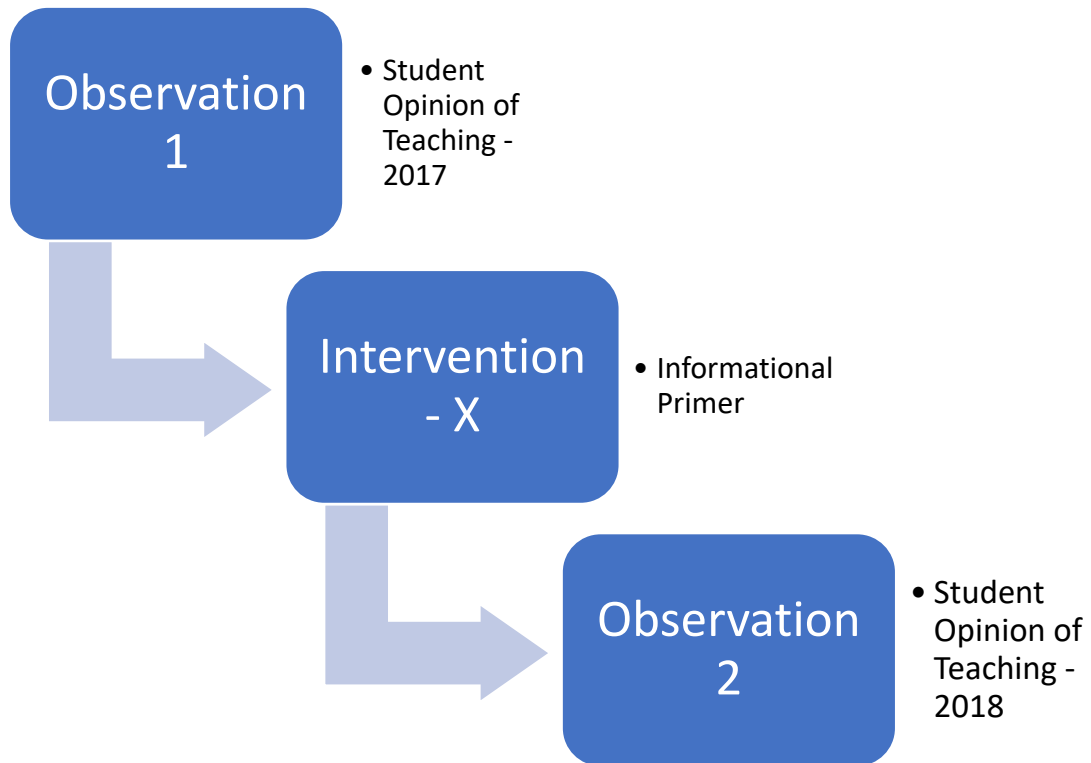 Observation
1
• Student
Opinion of
Teaching -
2017
Intervention
- X
• Informational
Primer
Observation
2
• Student
Opinion of
Teaching -
2018